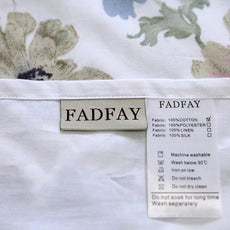 FADFAY
FADFAY
Fabric: 100%COTTON ✓
Fabric: 100%POLYESTER
Fabric: 100%LINEN
Fabric: 100%SILK
Machine washable
Wash below 30℃
Iron on low
Do not bleach
Do not dry clean
Do not soak for long time
Wash seperately